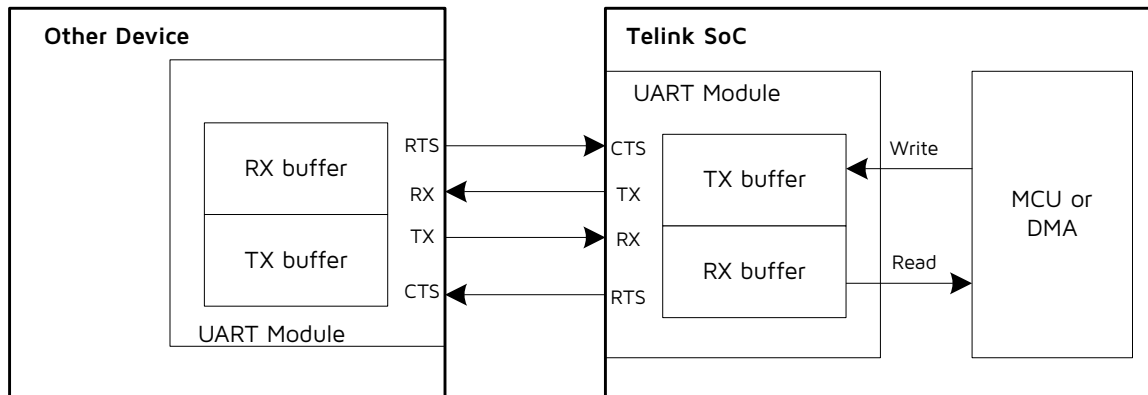 Other Device
RX buffer
TX buffer
UART Module
RTS
RX
TX
CTS
Telink SoC
UART Module
CTS
TX
RX
RTS
TX buffer
RX buffer
Write
Read
MCU or
DMA